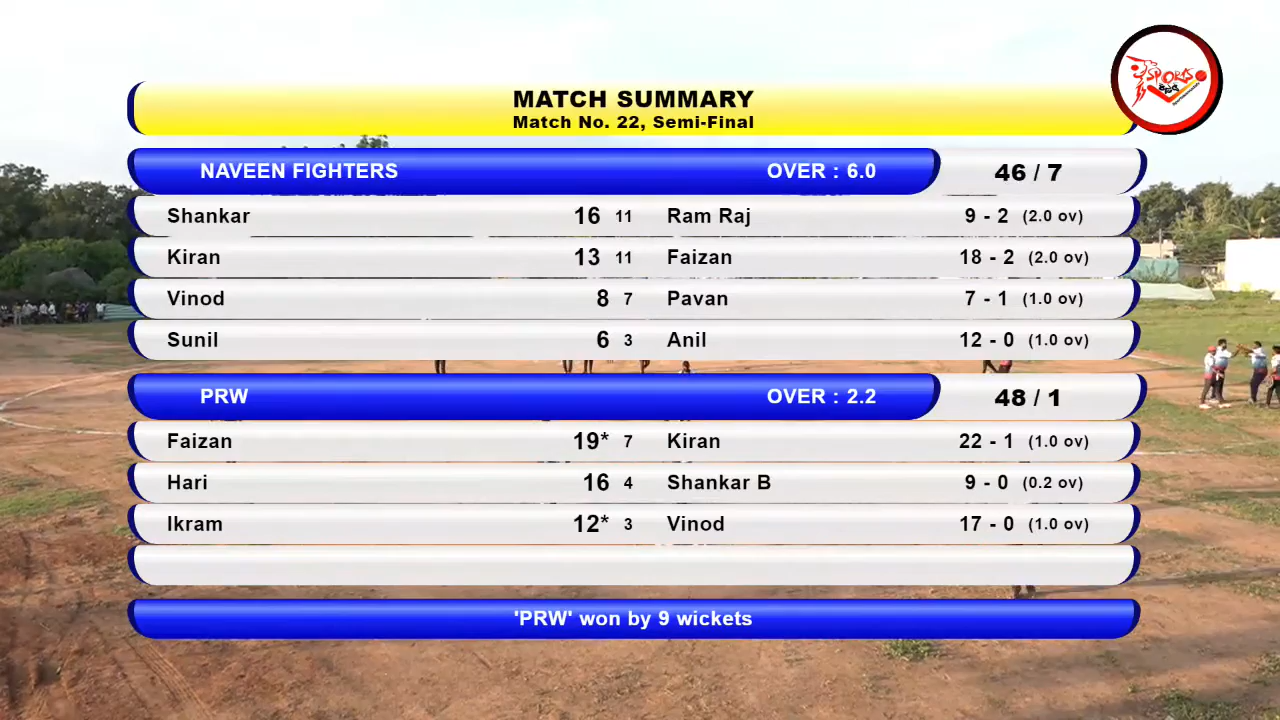 SPORTS
MATCH SUMMARY
Match No. 22, Semi-Final
NAVEEN FIGHTERS OVER : 6.0 46 / 7
Shankar 16 11 Ram Raj 9 - 2 (2.0 ov)
Kiran 13 11 Faizan 18 - 2 (2.0 ov)
Vinod 8 7 Pavan 7 - 1 (1.0 ov)
Sunil 6 3 Anil 12 - 0 (1.0 ov)
PRW OVER : 2.2 48 / 1
Faizan 19* 7 Kiran 22 - 1 (1.0 ov)
Hari 16 4 Shankar B 9 - 0 (0.2 ov)
Ikram 12* 3 Vinod 17 - 0 (1.0 ov)
'PRW' won by 9 wickets